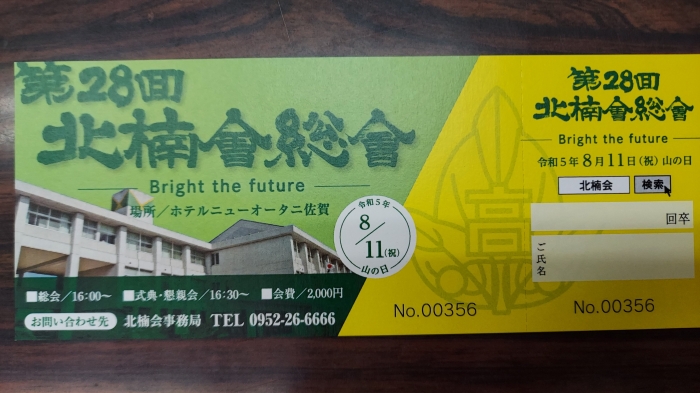 第28回
北楠會総會
Bright the future
場所／ホテルニューオータニ佐賀
令和5年
8/11(祝)
山の日
■総会／16:00〜 ■式典・懇親会／16:30〜 ■会費／2,000円
お問い合わせ先 北楠会事務局 TEL 0952-26-6666
高
No.00356
第28回
北楠會総會
Bright the future
令和5年8月11日(祝)山の日
北楠会 検索
回卒
ご氏名
No.00356